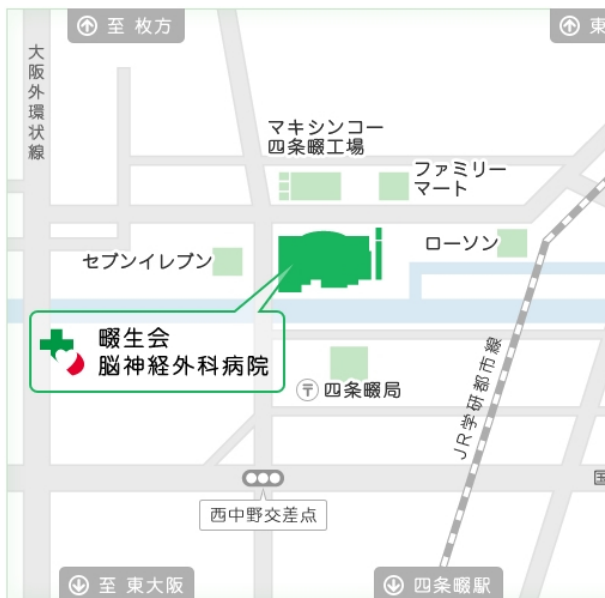 至 枚方
東
大阪外環状線
マキシンコー
四条畷工場
ファミリー
マート
ローソン
セブンイレブン
畷生会
脳神経外科病院
〒四条畷局
JR学研都市線
国
西中野交差点
至 東大阪
四条畷駅